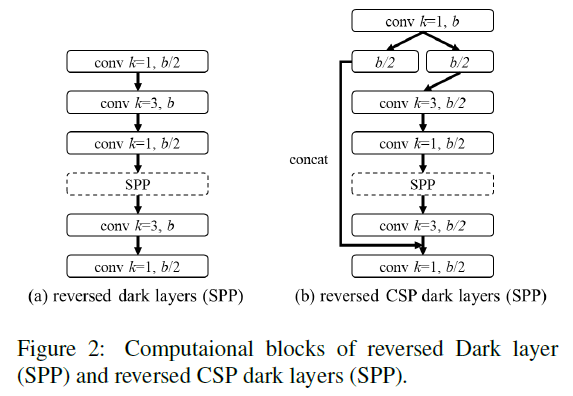 conv k=1, b/2
conv k=3, b
conv k=1, b/2
SPP
conv k=3, b
conv k=1, b/2
(a) reversed dark layers (SPP)
conv k=1, b
b/2
b/2
conv k=3, b/2
conv k=1, b/2
concat
SPP
conv k=3, b/2
conv k=1, b/2
(b) reversed CSP dark layers (SPP)
Figure 2: Computaional blocks of reversed Dark layer
(SPP) and reversed CSP dark layers (SPP).